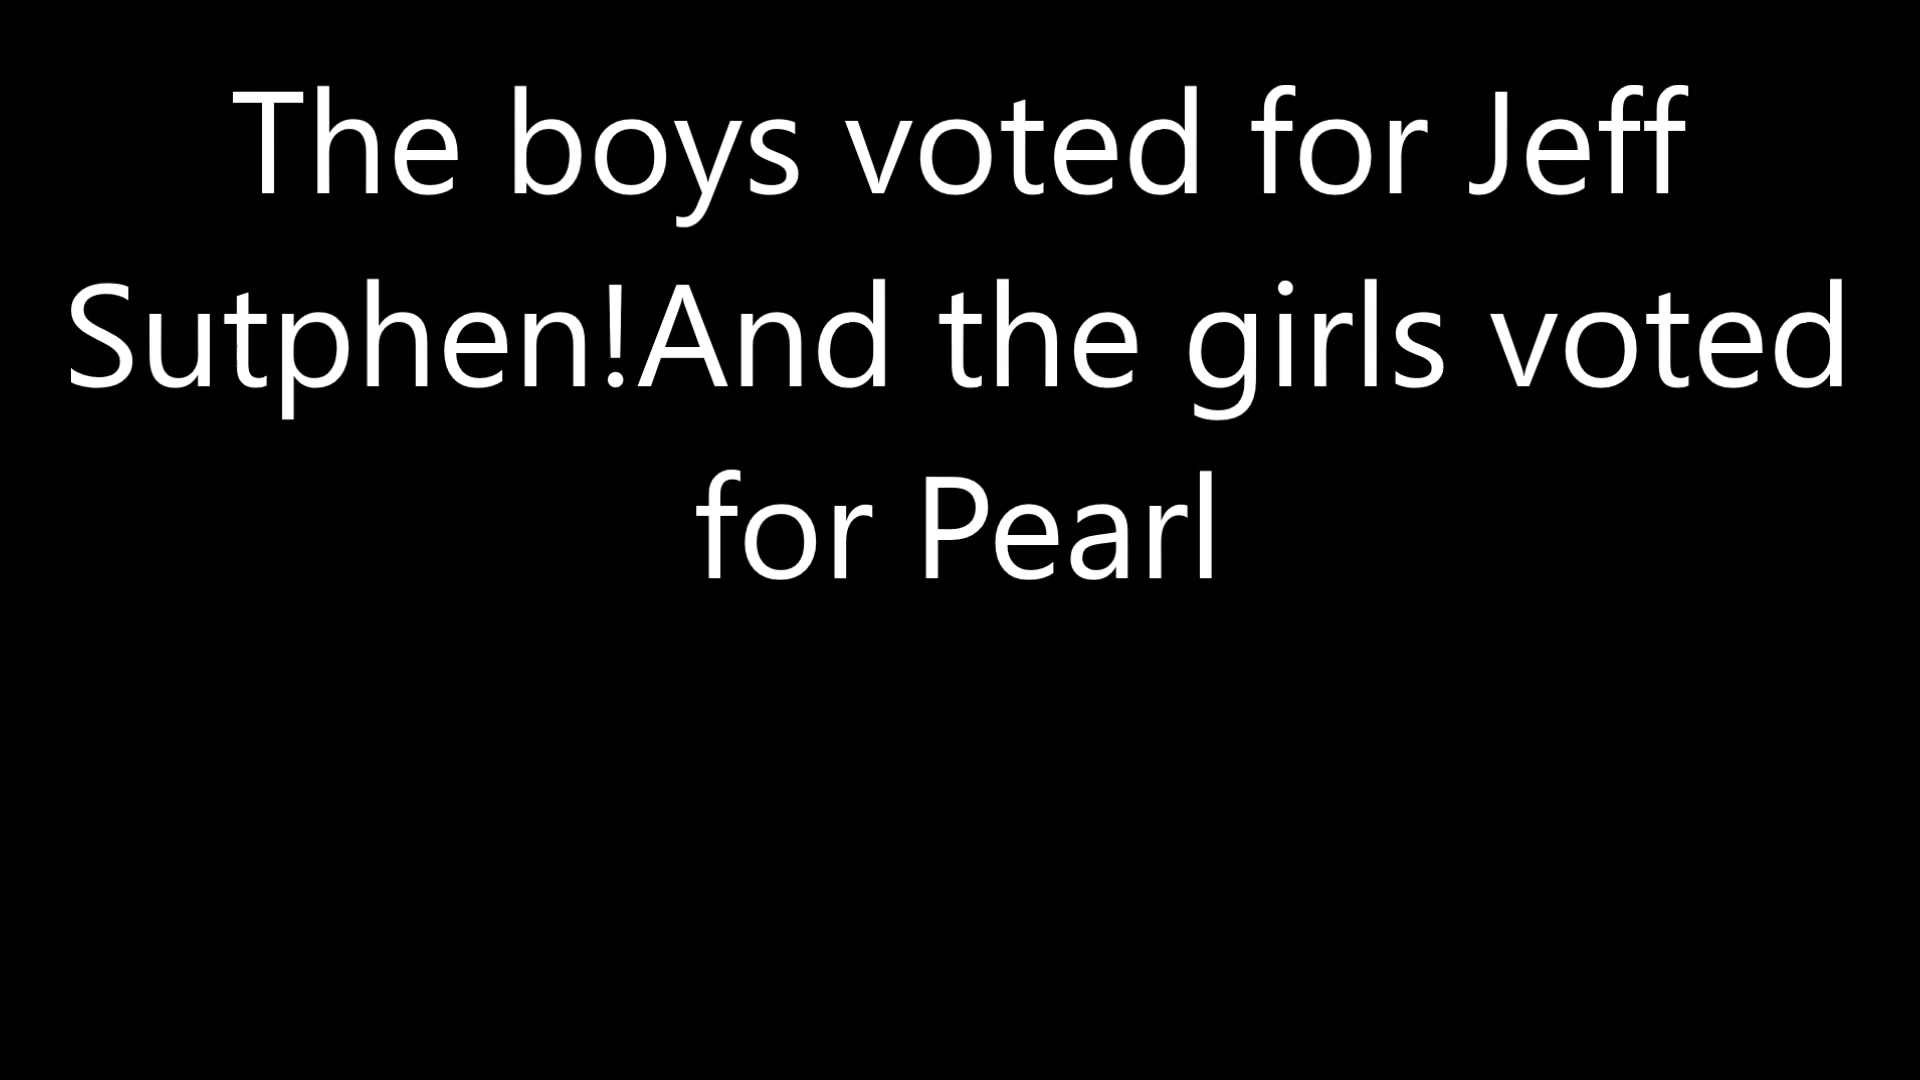 The boys voted for Jeff
Sutphen!And the girls voted
for Pearl